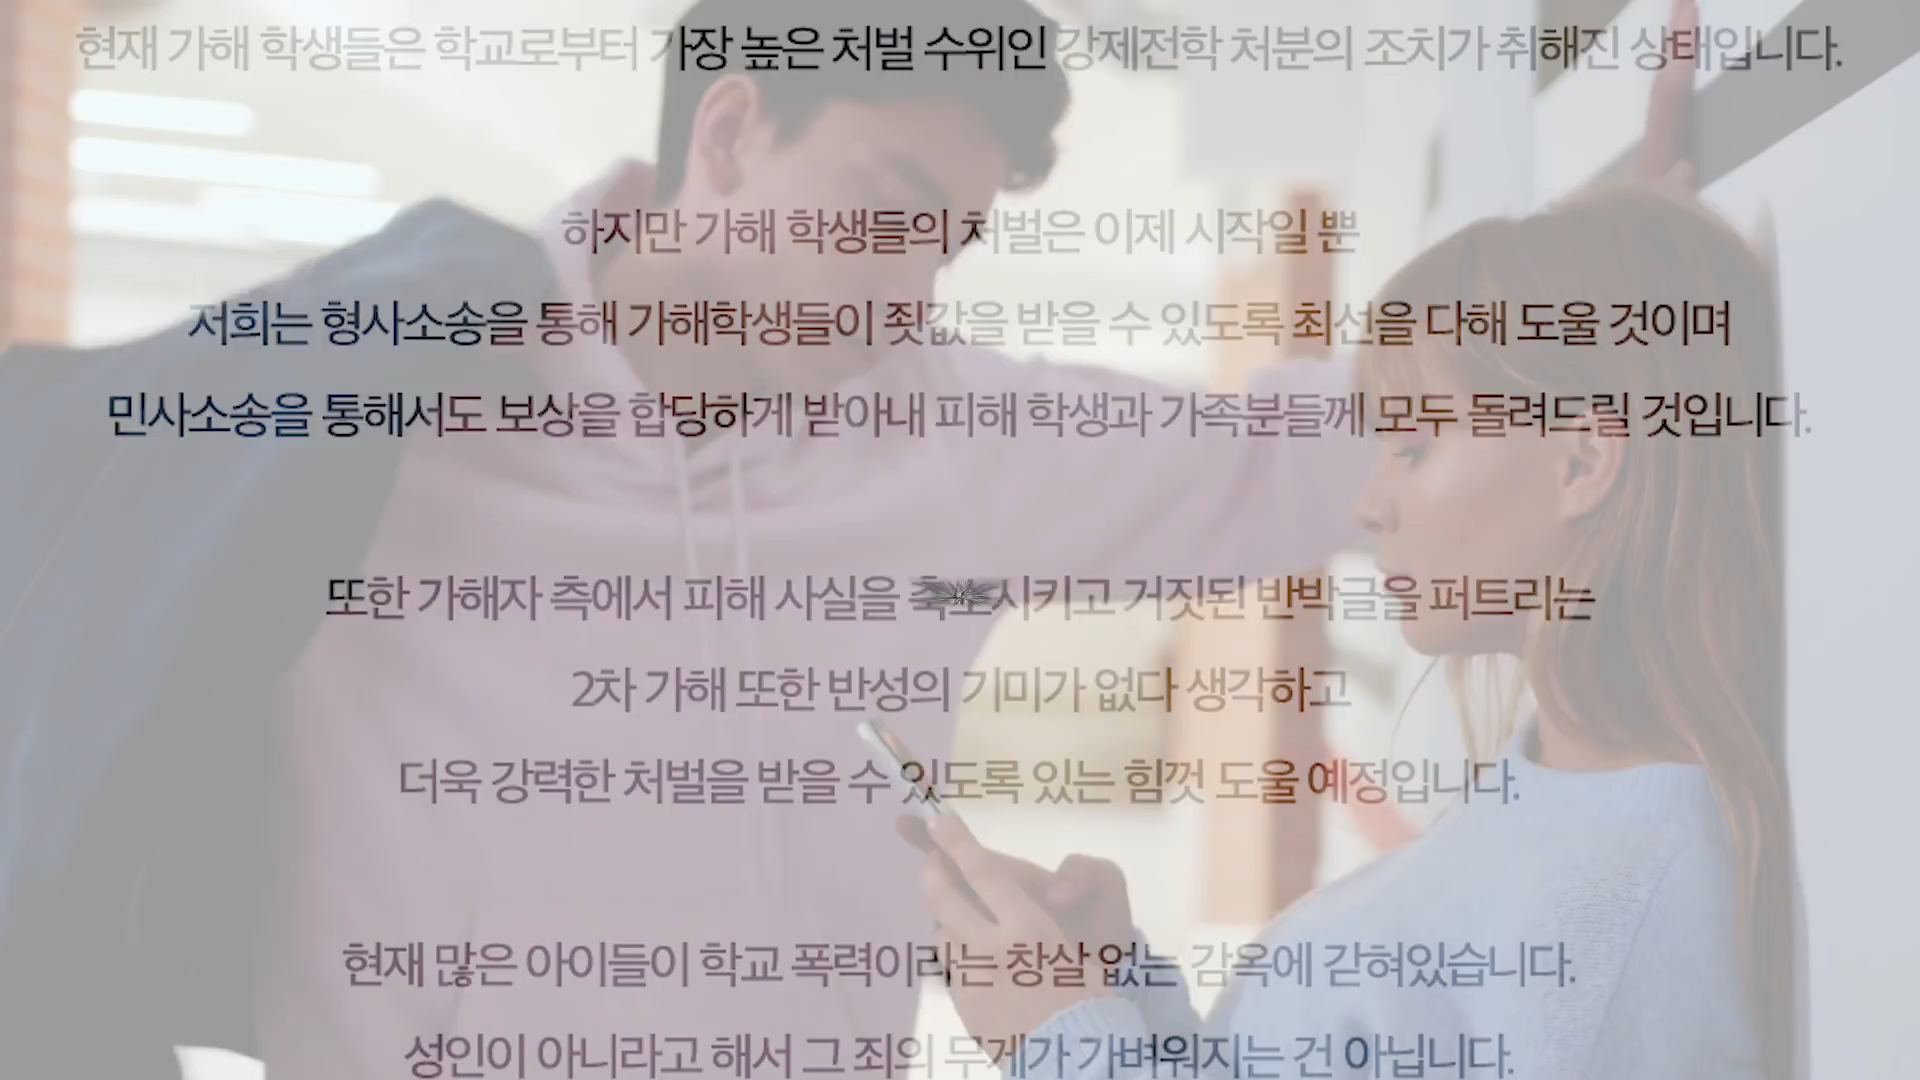 현재 가해 학생들은 학교로부터 가장 높은 처벌 수위인 강제전학 처분의 조치가 취해진 상태입니다.
하지만 가해 학생들의 처벌은 이제 시작일 뿐
저희는 형사소송을 통해 가해학생들이 죗값을 받을 수 있도록 최선을 다해 도울 것이며
민사소송을 통해서도 보상을 합당하게 받아내 피해 학생과 가족분들께 모두 돌려드릴 것입니다.
또한 가해자 측에서 피해 사실을 축소시키고 거짓된 반박글을 퍼트리는
2차 가해 또한 반성의 기미가 없다 생각하고
더욱 강력한 처벌을 받을 수 있도록 있는 힘껏 도울 예정입니다.
현재 많은 아이들이 학교 폭력이라는 창살 없는 감옥에 갇혀있습니다.
성인이 아니라고 해서 그 죄의 무게가 가벼워지는 건 아닙니다.